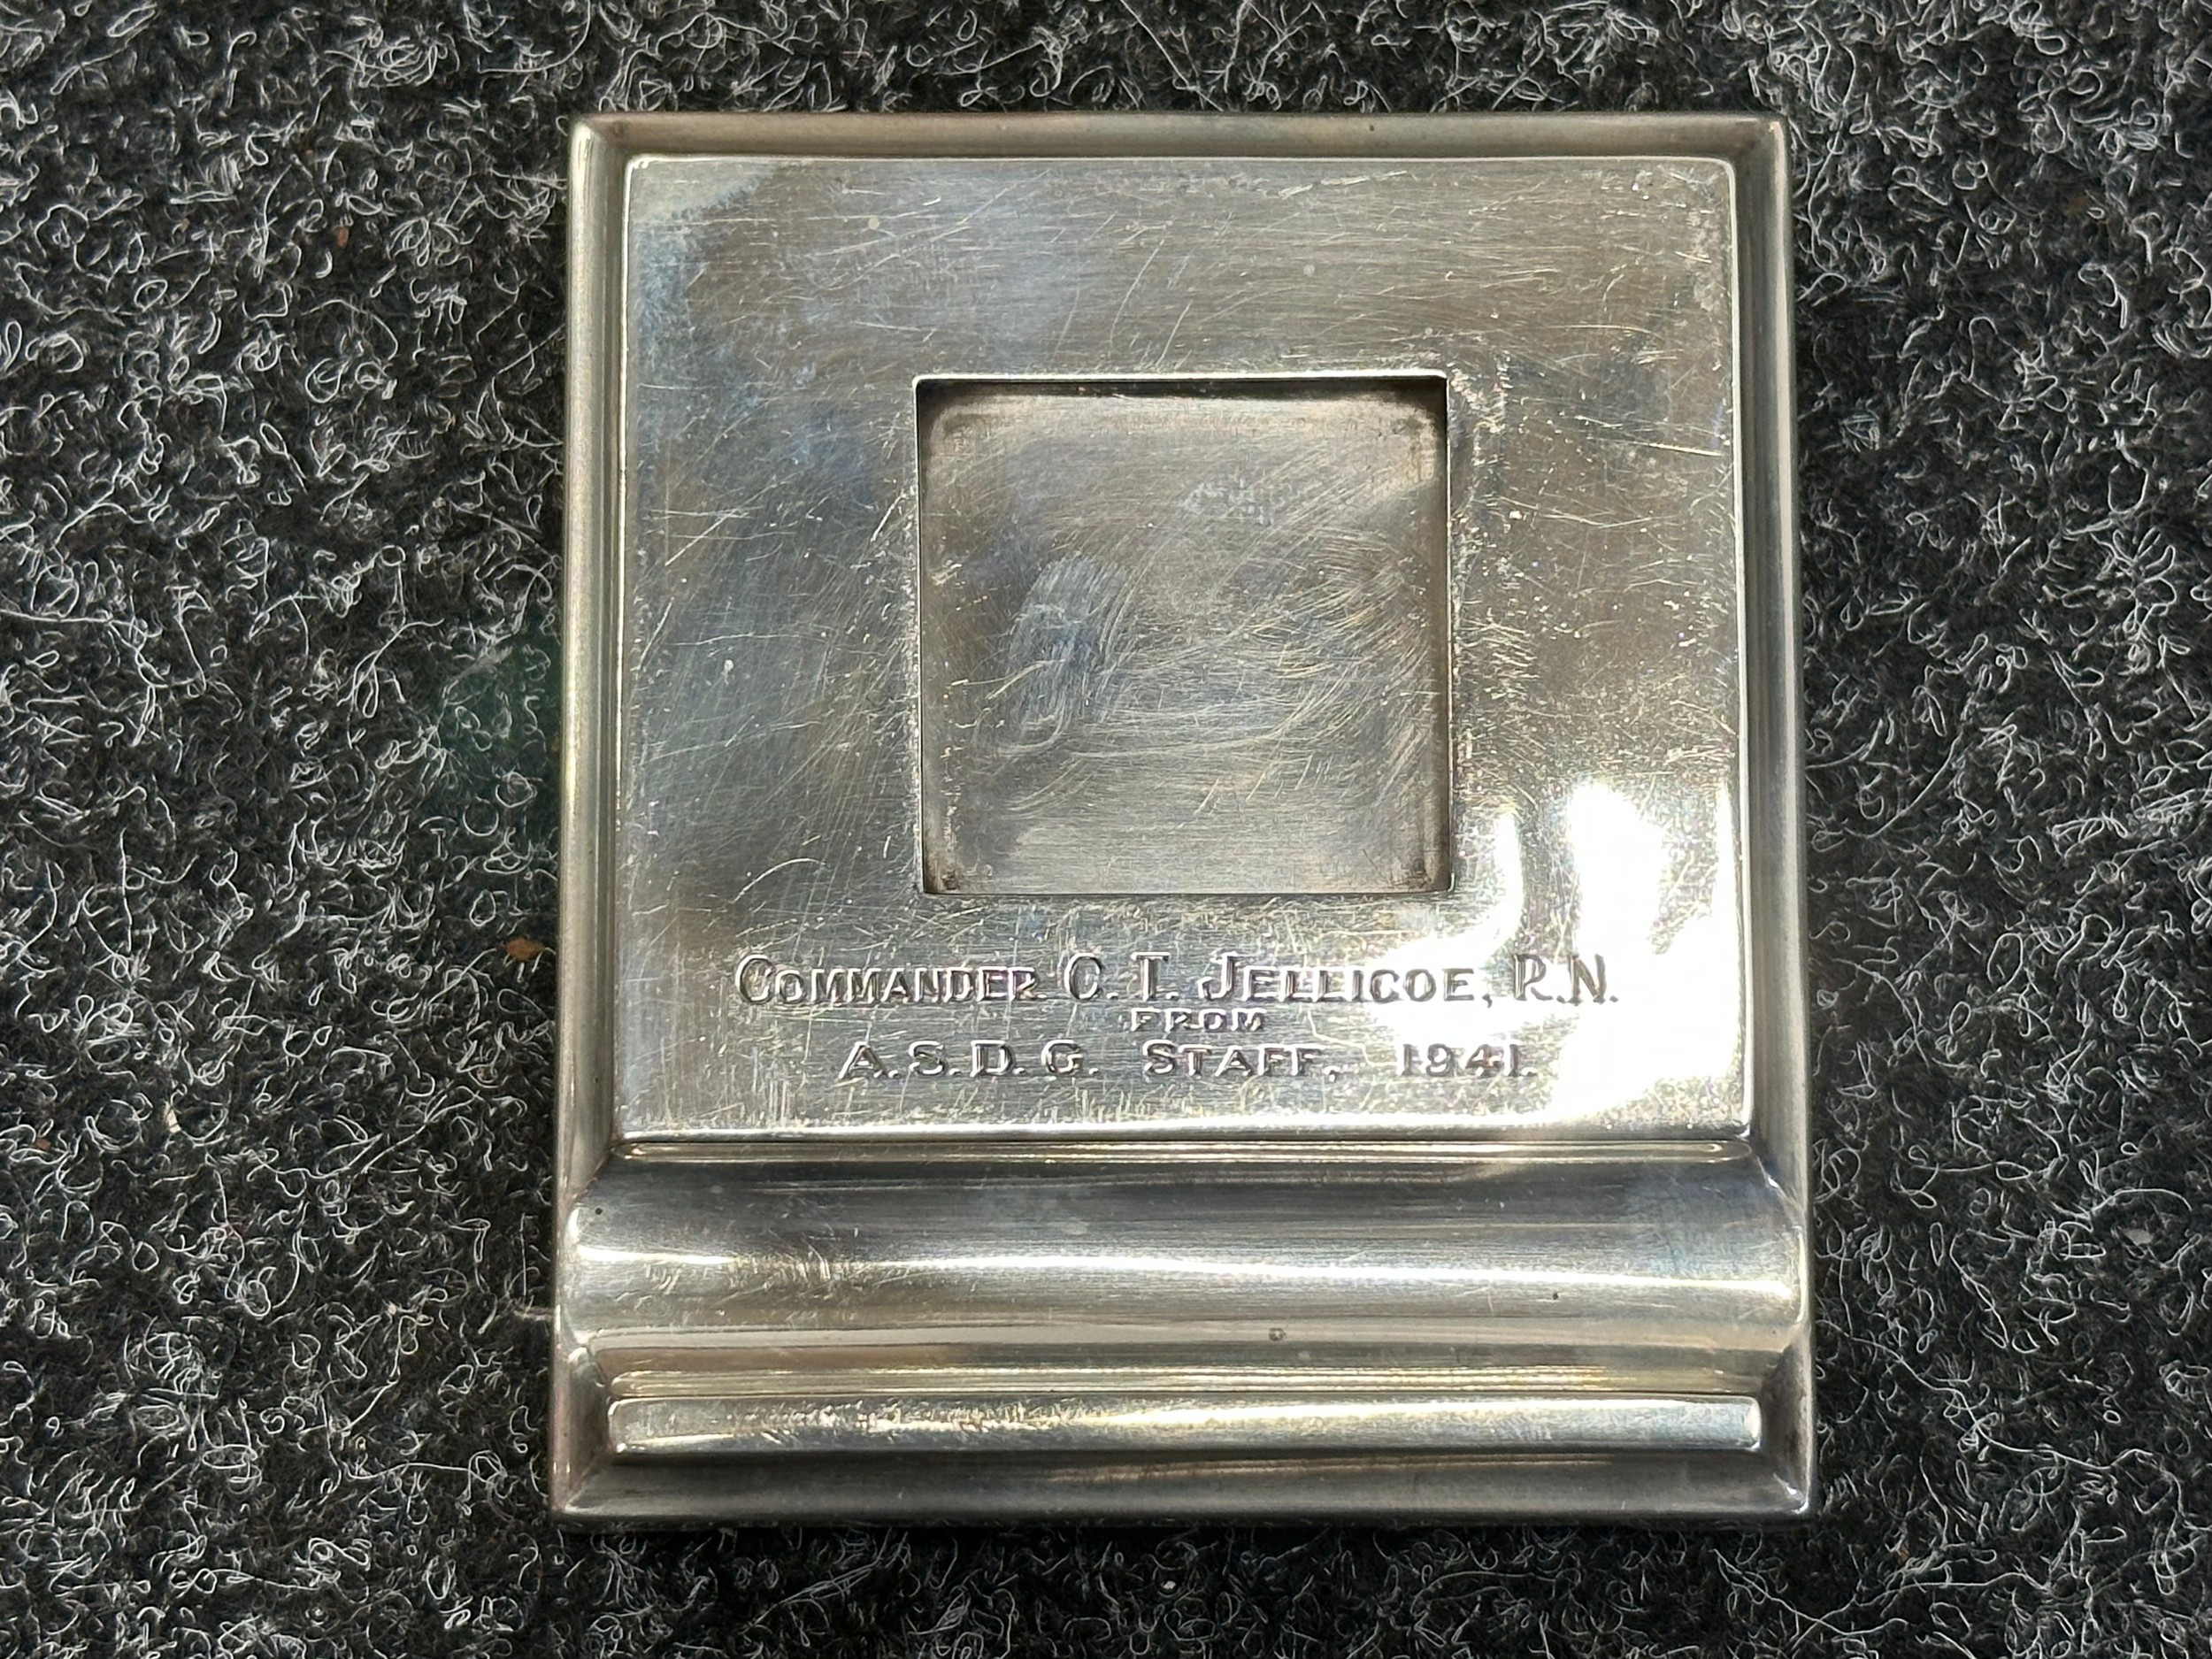 COMMANDER C. T. JELLICOE, R.N.
FROM
A.S.D.G. STAFF, 1941.